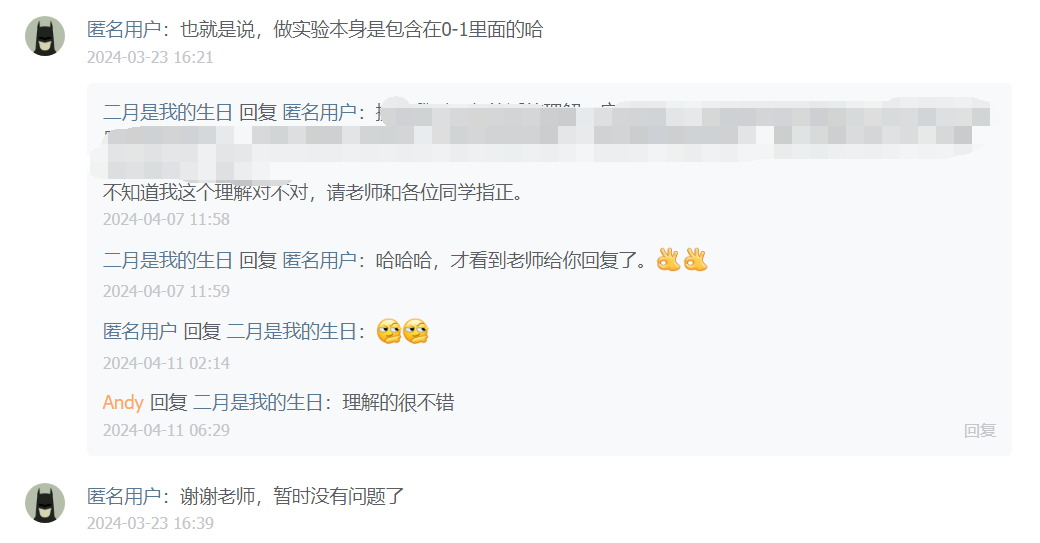 匿名用户：也就是说，做实验本身是包含在0-1里面的哈
2024-03-23 16:21
二月是我的生日 回复 匿名用户：
不知道我这个理解对不对，请老师和各位同学指正。
2024-04-07 11:58
二月是我的生日 回复 匿名用户：哈哈哈，才看到老师给你回复了。👌👌
2024-04-07 11:59
匿名用户 回复 二月是我的生日：
2024-04-11 02:14
Andy 回复 二月是我的生日：理解的很不错
2024-04-11 06:29
回复
匿名用户：谢谢老师，暂时没有问题了
2024-03-23 16:39